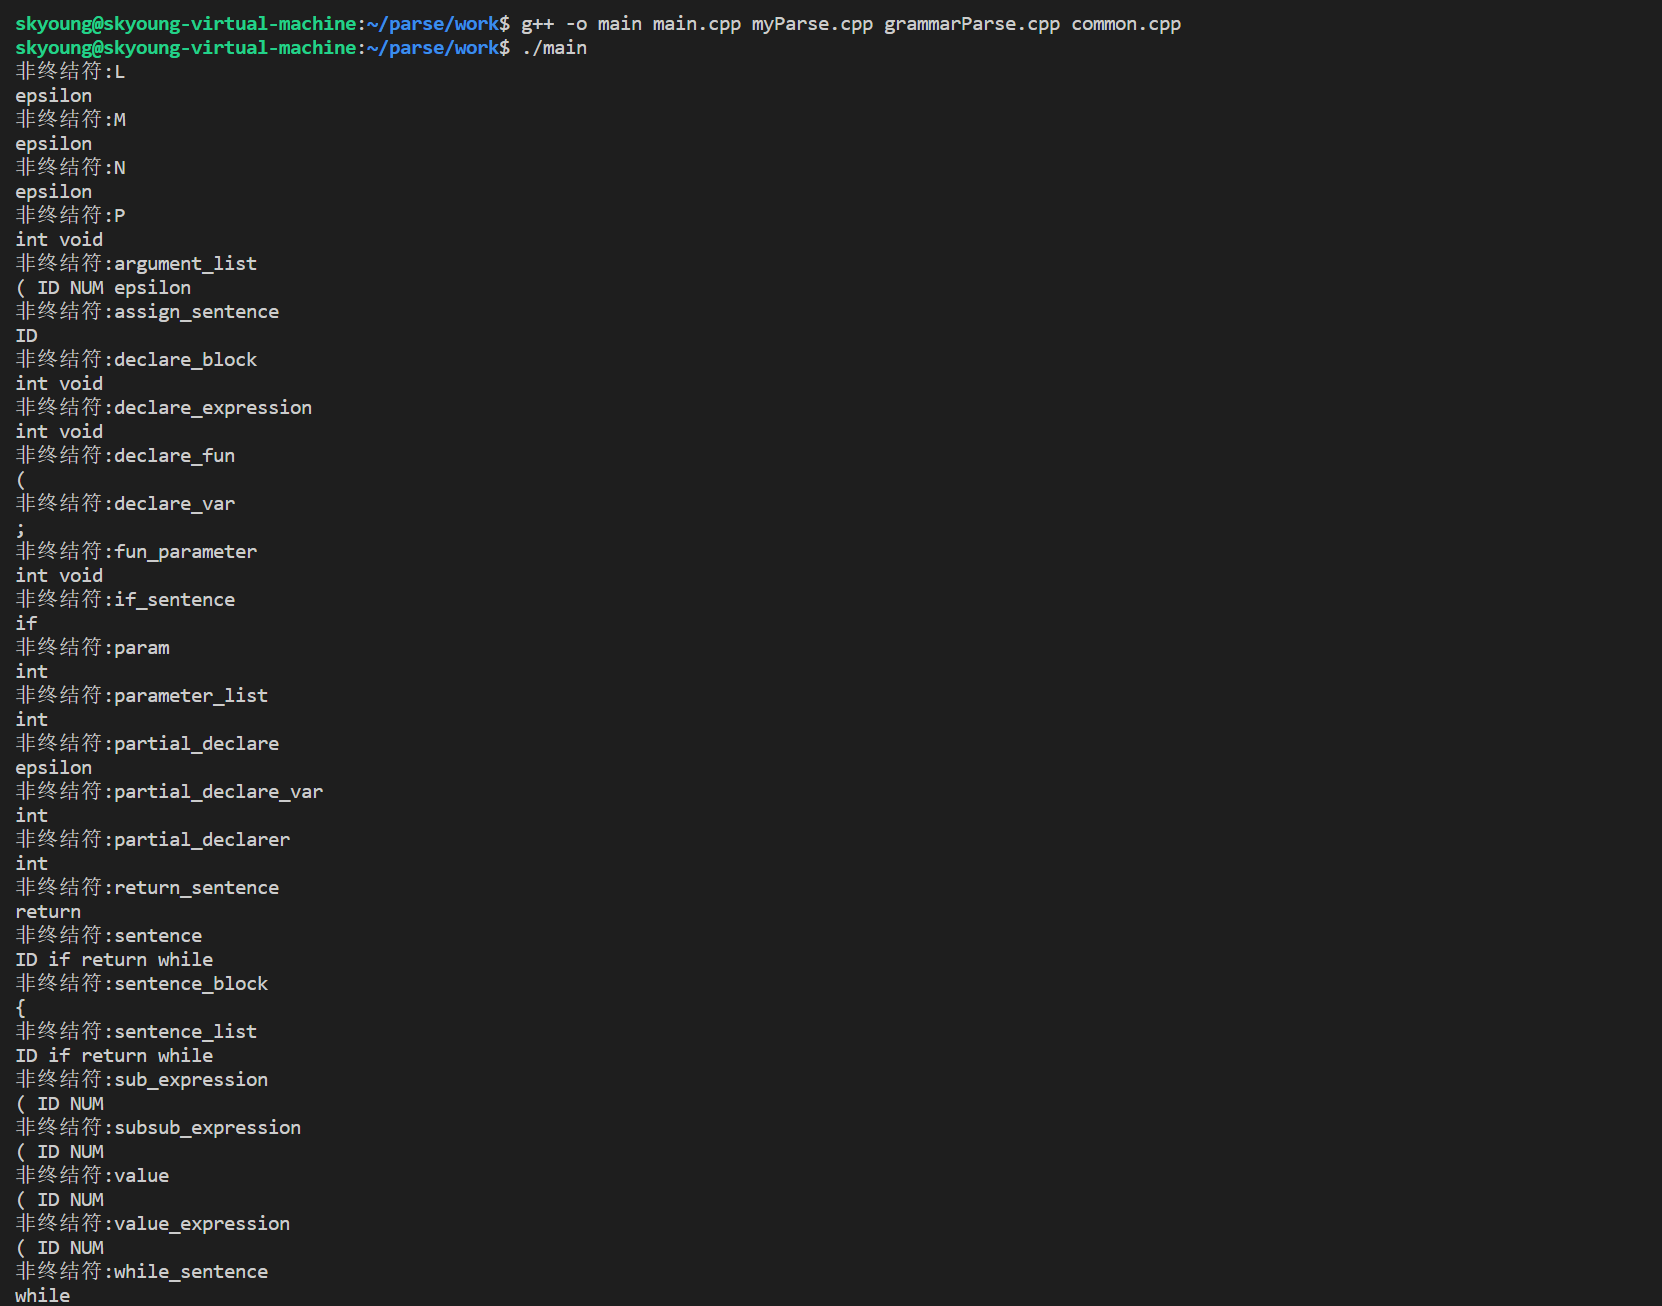 skyoung@skyoung-virtual-machine:~/parse/work$ g++ -o main main.cpp myParse.cpp grammarParse.cpp common.cpp
skyoung@skyoung-virtual-machine:~/parse/work$ ./main
非终结符:L
epsilon
非终结符:M
epsilon
非终结符:N
epsilon
非终结符:P
int void
非终结符:argument_list
( ID NUM epsilon
非终结符:assign_sentence
ID
非终结符:declare_block
int void
非终结符:declare_expression
int void
非终结符:declare_fun
(
非终结符:declare_var
;
非终结符:fun_parameter
int void
非终结符:if_sentence
if
非终结符:param
int
非终结符:parameter_list
int
非终结符:partial_declare
epsilon
非终结符:partial_declare_var
int
非终结符:partial_declarer
int
非终结符:return_sentence
return
非终结符:sentence
ID if return while
非终结符:sentence_block
{
非终结符:sentence_list
ID if return while
非终结符:sub_expression
( ID NUM
非终结符:subsub_expression
( ID NUM
非终结符:value
( ID NUM
非终结符:value_expression
( ID NUM
非终结符:while_sentence
while